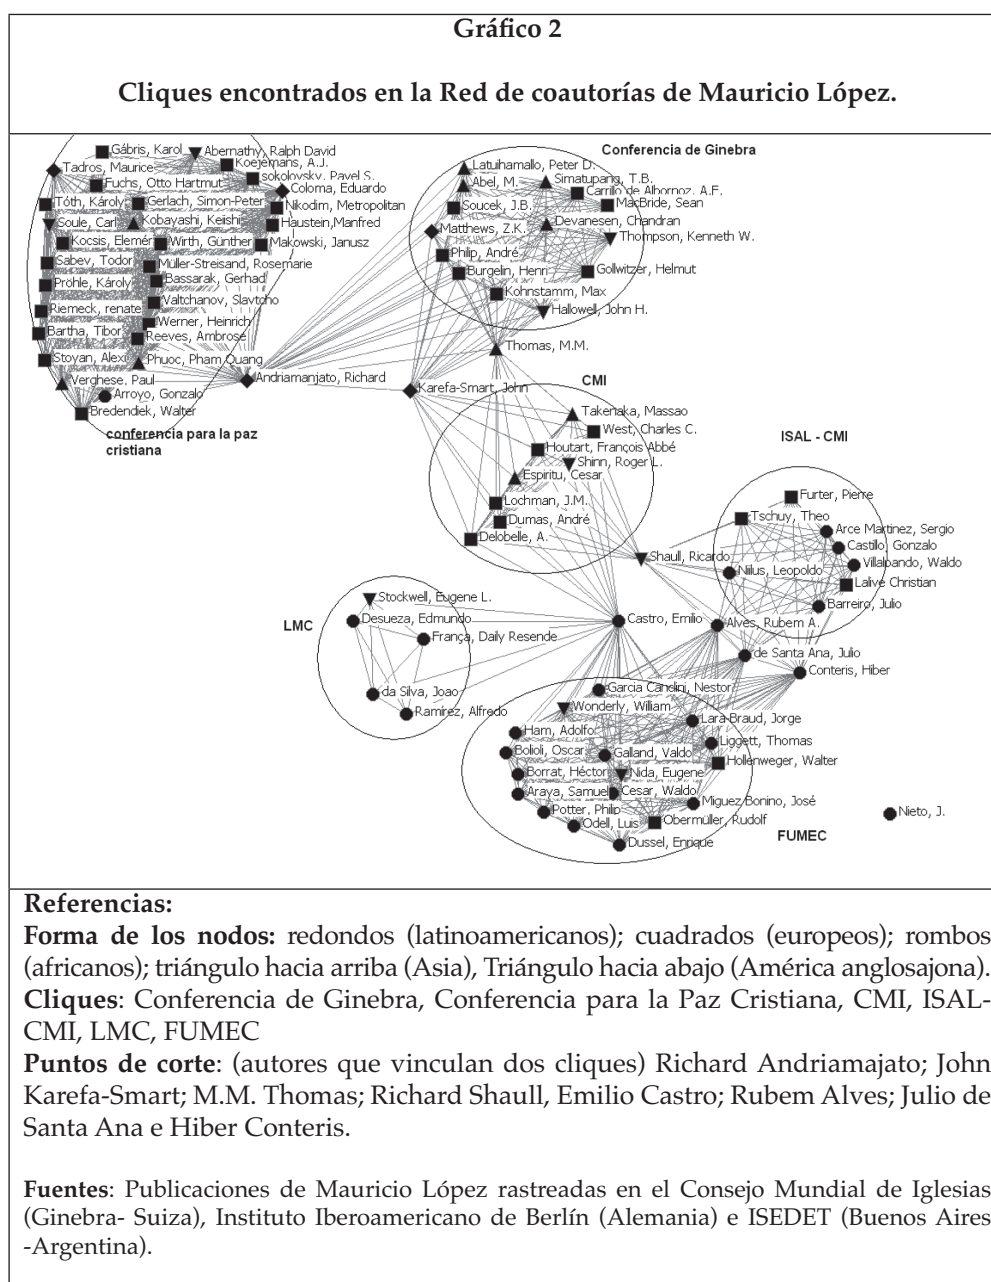 Gráfico 2
Cliques encontrados en la Red de coautorías de Mauricio López.
Gábris, Karol
Abernathy, Ralph David
Tadros, Maurice
Koejemans, A.J.
Fuchs, Otto Hartmut
sokolovsky, Pavel S.
Coloma, Eduardo
Tóth, Károly
Gerlach, Simon-Peter
Nikodim, Metropolitan
Soule, Carl
Kobayashi, Keiishi
Haustein,Manfred
Kocsis, Elemér
Wirth, Günther
Makowski, Janusz
Sabev, Todor
Müller-Streisand, Rosemarie
Pröhle, Károly
Bassarak, Gerhad
Riemeck, renate
Valtchanov, Slavtcho
Werner, Heinrich
Bartha, Tibor
Reeves, Ambrose
Stoyan, Alexi
Phuoc, Pham Quang
Verghese, Paul
Andriamanjato, Richard
Arroyo, Gonzalo
Bredendiek, Walter
conferencia para la paz
cristiana
Conferencia de Ginebra
Latuihamallo, Peter D.
Abel, M.
Simatupang, T.B.
Carrillo de Albornoz, A.F.
Soucek, J.B.
MacBride, Sean
Matthews, Z.K.
Devanesen, Chandran
Thompson, Kenneth W.
Philip, André
Burgelin, Henri
Gollwitzer, Helmut
Kohnstamm, Max
Hallowell, John H.
Thomas, M.M.
Karefa-Smart, John
CMI
Takenaka, Massao
West, Charles C.
Houtart, François Abbé
Shinn, Roger L.
Espiritu, Cesar
Lochman, J.M.
Dumas, André
Delobelle, A.
Shaull, Ricardo
ISAL - CMI
Furter, Pierre
Tschuy, Theo
Arce Martinez, Sergio
Castillo, Gonzalo
Villalpando, Waldo
Nilus, Leopoldo
Lalive Christian
Barreiro, Julio
Castro, Emilio
Alves, Rubem A.
de Santa Ana, Julio
Conteris, Hiber
LMC
Stockwell, Eugene L.
Desueza, Edmundo
França, Daily Resende
da Silva, Joao
Ramírez, Alfredo
Garcia Canclini, Nestor
Wonderly, William
Lara-Braud, Jorge
Ham, Adolfo
Liggett, Thomas
Bolioli, Oscar
Galland, Valdo
Hollenweger, Walter
Borrat, Héctor
Nida, Eugene
Araya, Samuel
Cesar, Waldo
Miguez Bonino, José
Potter, Philip
Obermüller, Rudolf
Odell, Luis
Dussel, Enrique
FUMEC
Nieto, J.
Referencias:
Forma de los nodos: redondos (latinoamericanos); cuadrados (europeos); rombos
(africanos); triángulo hacia arriba (Asia), Triángulo hacia abajo (América anglosajona).
Cliques: Conferencia de Ginebra, Conferencia para la Paz Cristiana, CMI, ISAL-
CMI, LMC, FUMEC
Puntos de corte: (autores que vinculan dos cliques) Richard Andriamajato; John
Karefa-Smart; M.M. Thomas; Richard Shaull, Emilio Castro; Rubem Alves; Julio de
Santa Ana e Hiber Conteris.
Fuentes: Publicaciones de Mauricio López rastreadas en el Consejo Mundial de Iglesias
(Ginebra- Suiza), Instituto Iberoamericano de Berlín (Alemania) e ISEDET (Buenos Aires
-Argentina).